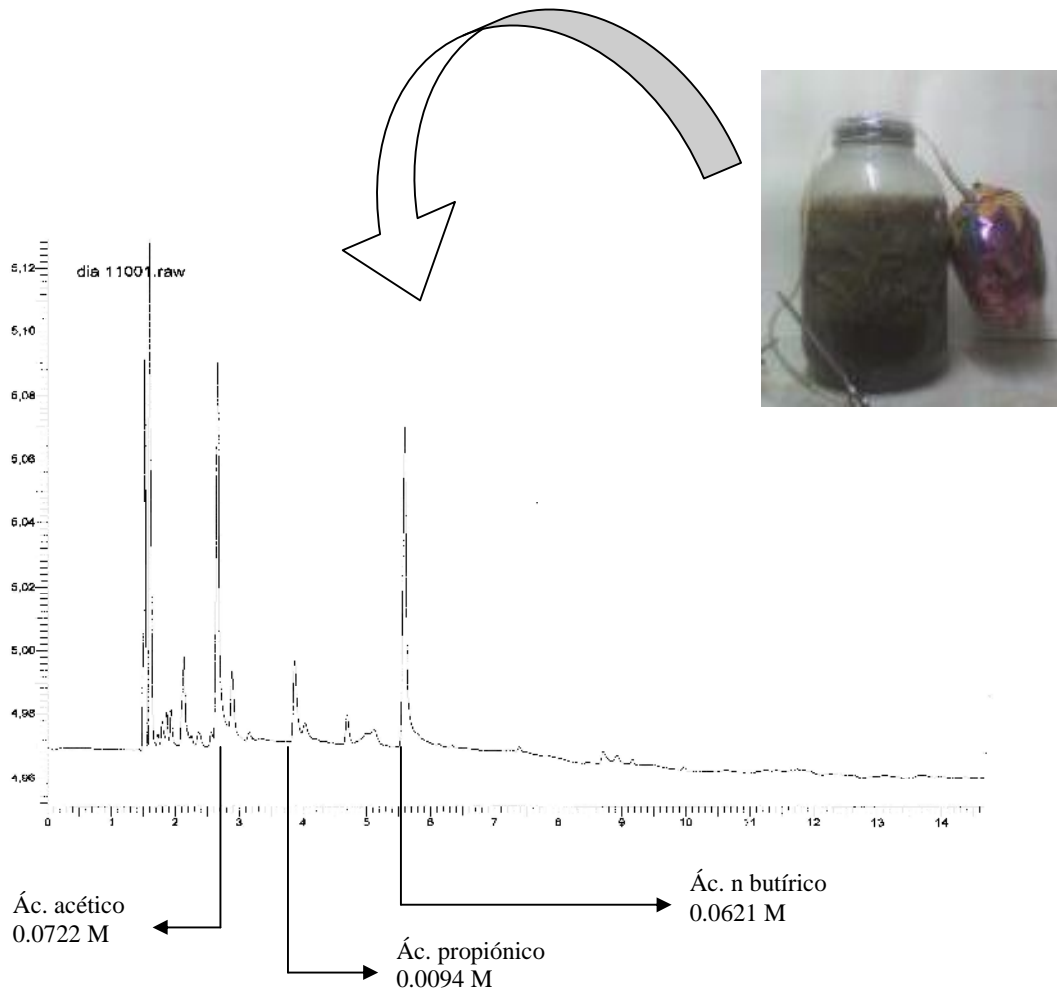 dia 11001.raw
5,12
5,10
5,08
5,06
5,04
5,02
5,00
4,98
4,96
0 1 2 3 4 5 6 7 8 9 10 11 12 13 14
Ác. acético
0.0722 M
Ác. propiónico
0.0094 M
Ác. n butírico
0.0621 M